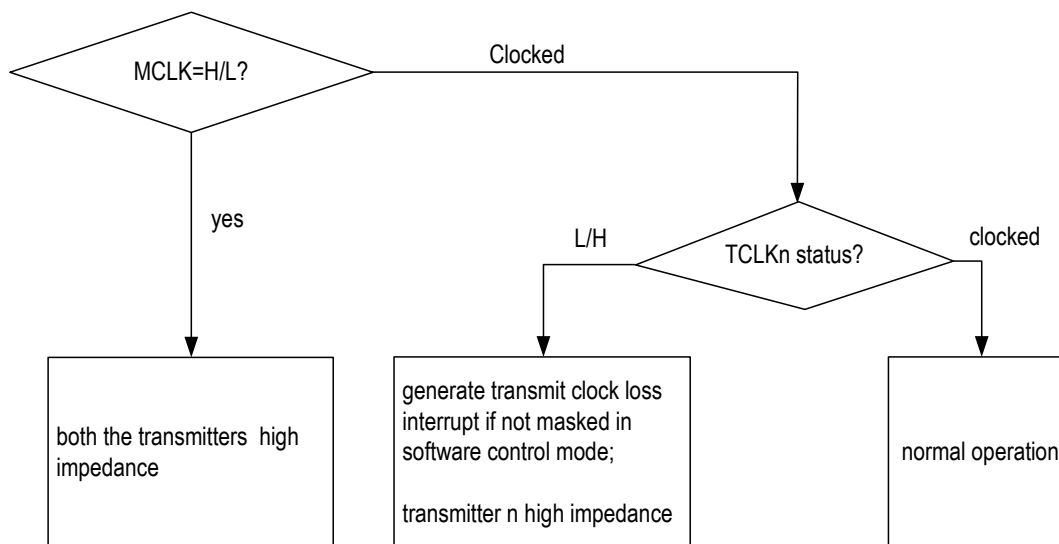 MCLK=H/L?
Clocked
yes
L/H
TCLKn status?
clocked
both the transmitters high
impedance
generate transmit clock loss
interrupt if not masked in
software control mode;
transmitter n high impedance
normal operation